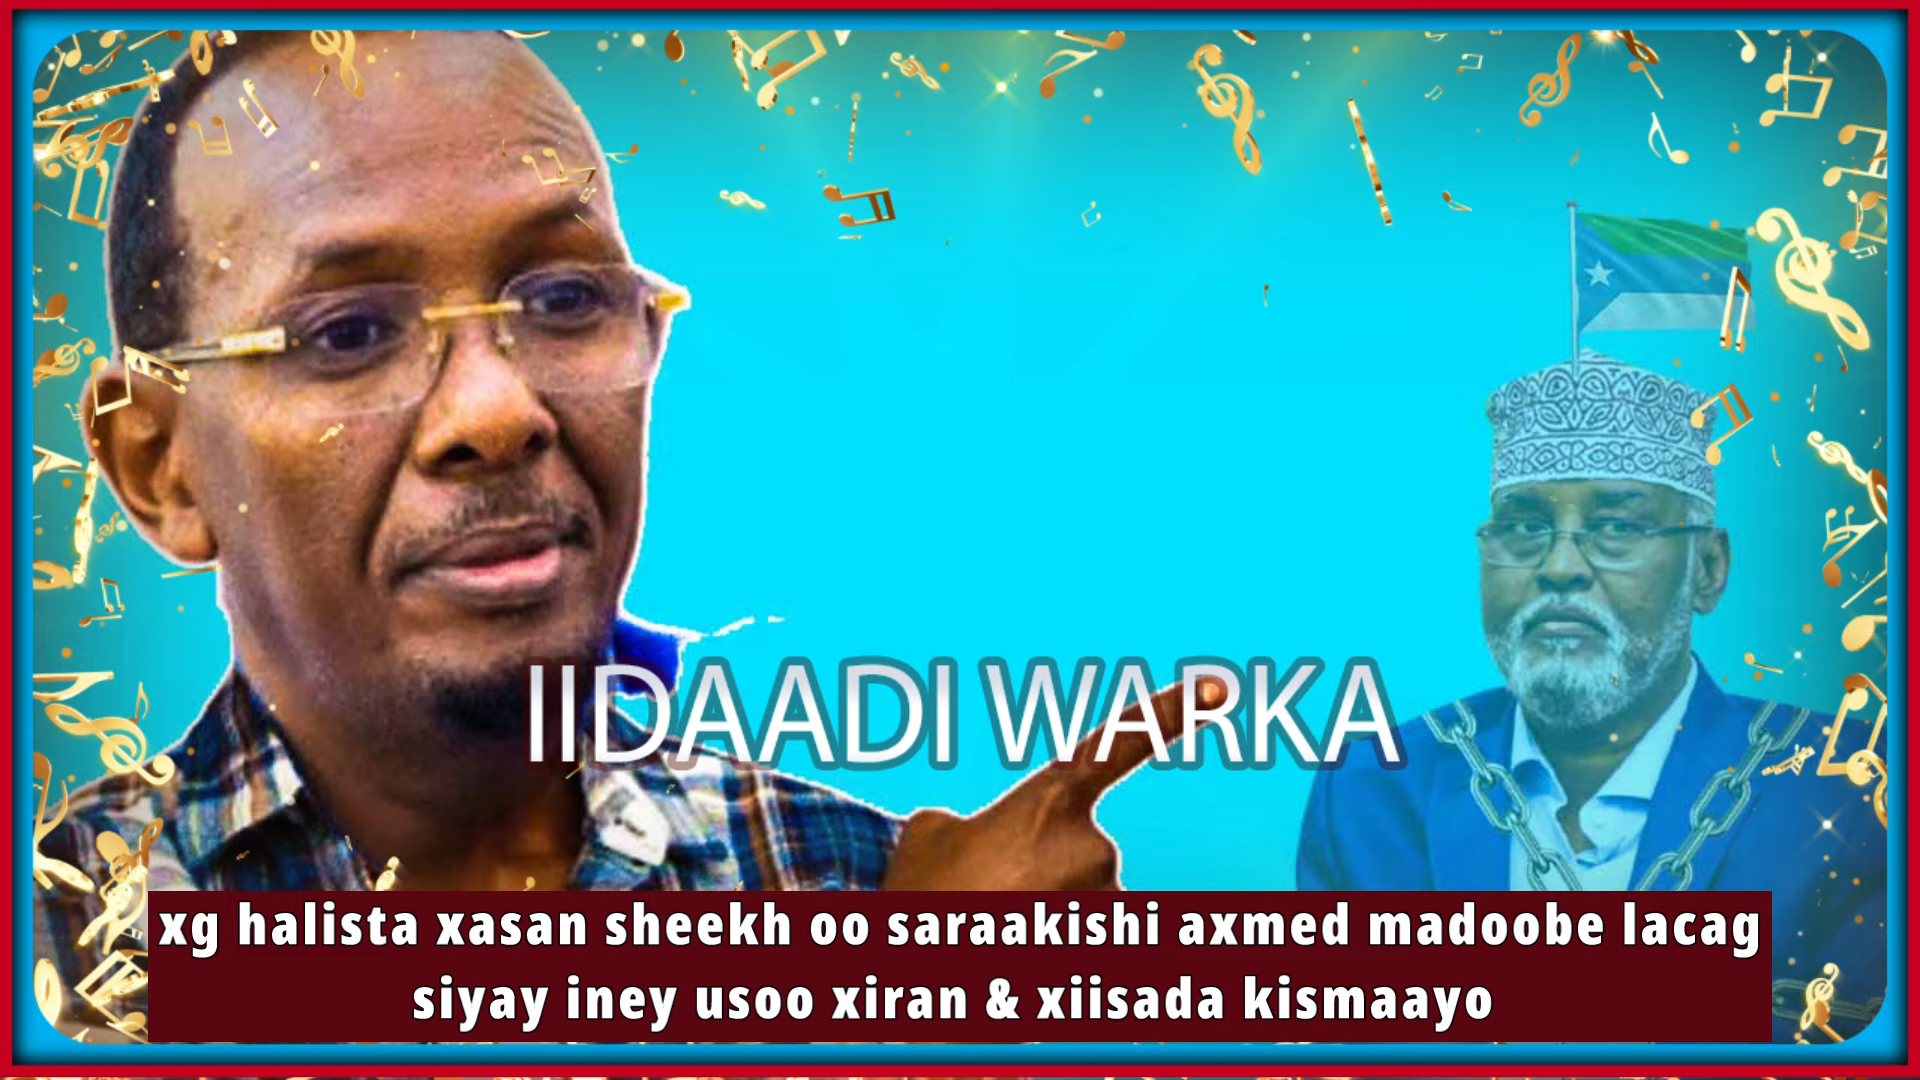 IIDAADI WARKA
xg halista xasan sheekh oo saraakishi axmed madoobe lacag
siyay iney usoo xiran & xiisada kismaayo